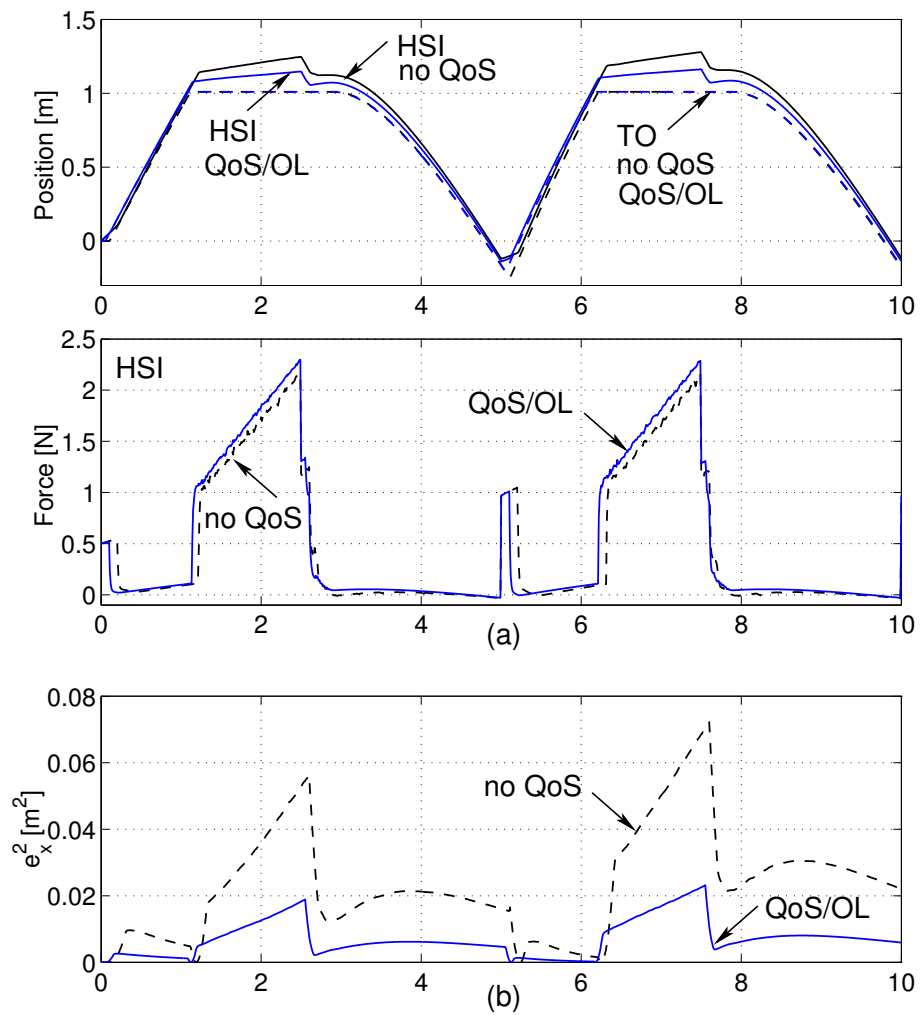 1.5
1
0.5
0
Position [m]
HSI
no QoS
HSI
QoS/OL
TO
no QoS
QoS/OL
0 2 4 6 8 10
2.5
2
1.5
1
0.5
0
Force [N]
HSI
no QoS
QoS/OL
0 2 4 6 8 10
(a)
0.08
0.06
0.04
0.02
0
e_x^2 [m^2]
no QoS
QoS/OL
0 2 4 6 8 10
(b)